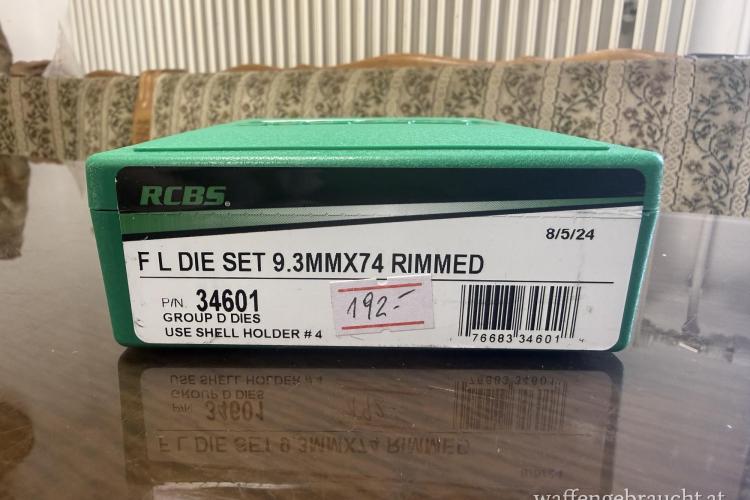 RCBS
8/5/24
F L DIE SET 9.3MMX74 RIMMED
P/N 34601
192.-
GROUP D DIES
USE SHELL HOLDER #4
76683 34601
waffengebraucht.at